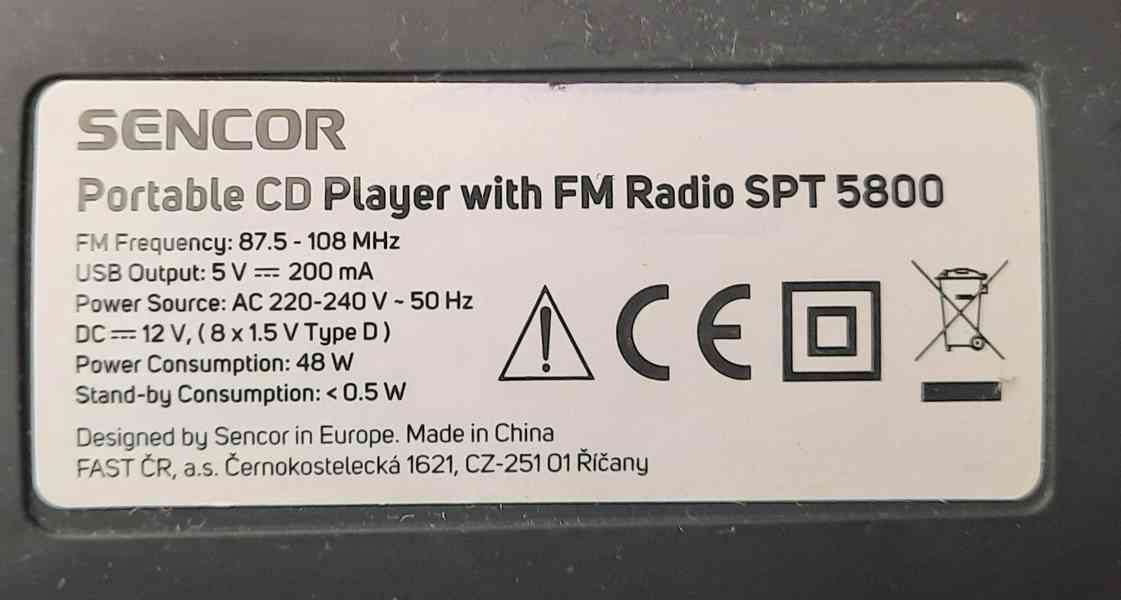 SENCOR
Portable CD Player with FM Radio SPT 5800
FM Frequency: 87.5 - 108 MHz
USB Output: 5 V ⎓ 200 mA
Power Source: AC 220-240 V ~ 50 Hz
DC ⎓ 12 V, ( 8 x 1.5 V Type D )
Power Consumption: 48 W
Stand-by Consumption: < 0.5 W
CE
Designed by Sencor in Europe. Made in China
FAST ČR, a.s. Černokostelecká 1621, CZ-251 01 Říčany